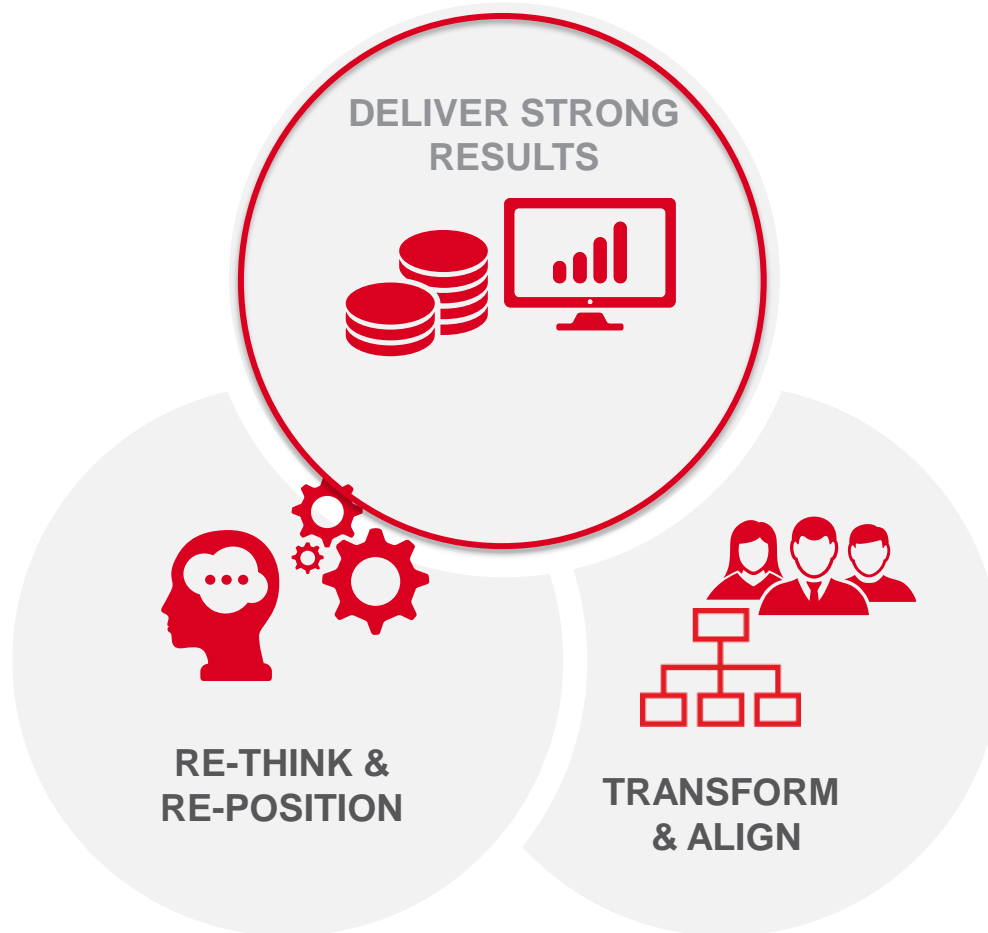 DELIVER STRONG
RESULTS
RE-THINK &
RE-POSITION
TRANSFORM
& ALIGN